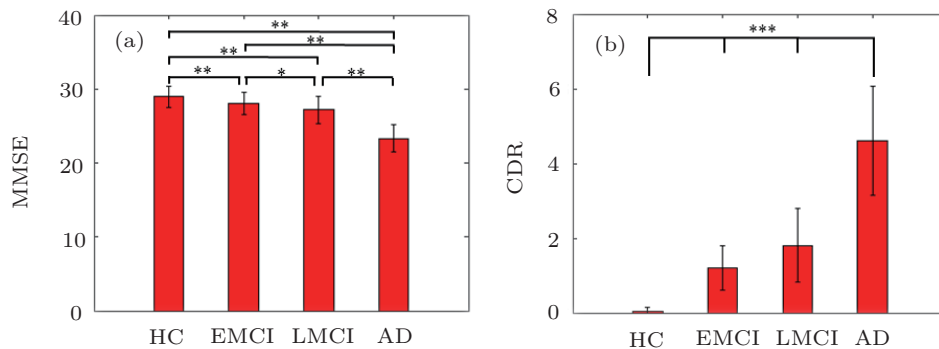 40
30
20
10
0
MMSE
(a)
**
**
**
** * **
HC EMCI LMCI AD
8
6
4
2
0
CDR
(b)
***
HC EMCI LMCI AD